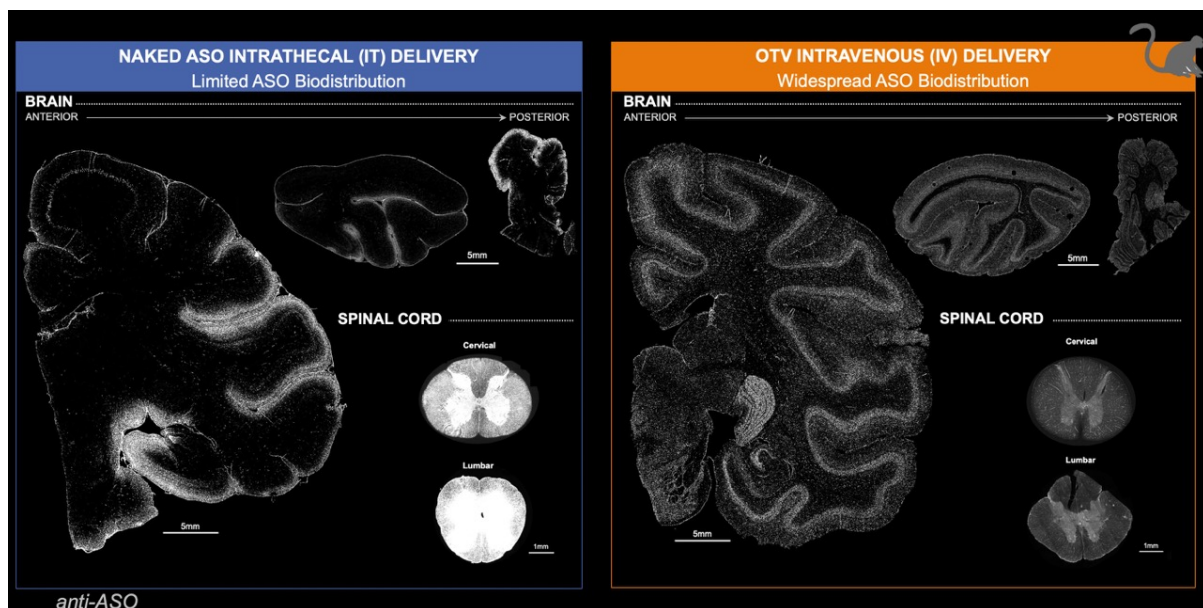 NAKED ASO INTRATHECAL (IT) DELIVERY
Limited ASO Biodistribution
BRAIN
ANTERIOR
POSTERIOR
5mm
SPINAL CORD
Cervical
Lumbar
5mm
1mm
OTV INTRAVENOUS (IV) DELIVERY
Widespread ASO Biodistribution
BRAIN
ANTERIOR
POSTERIOR
5mm
SPINAL CORD
Cervical
Lumbar
5mm
1mm
anti-ASO